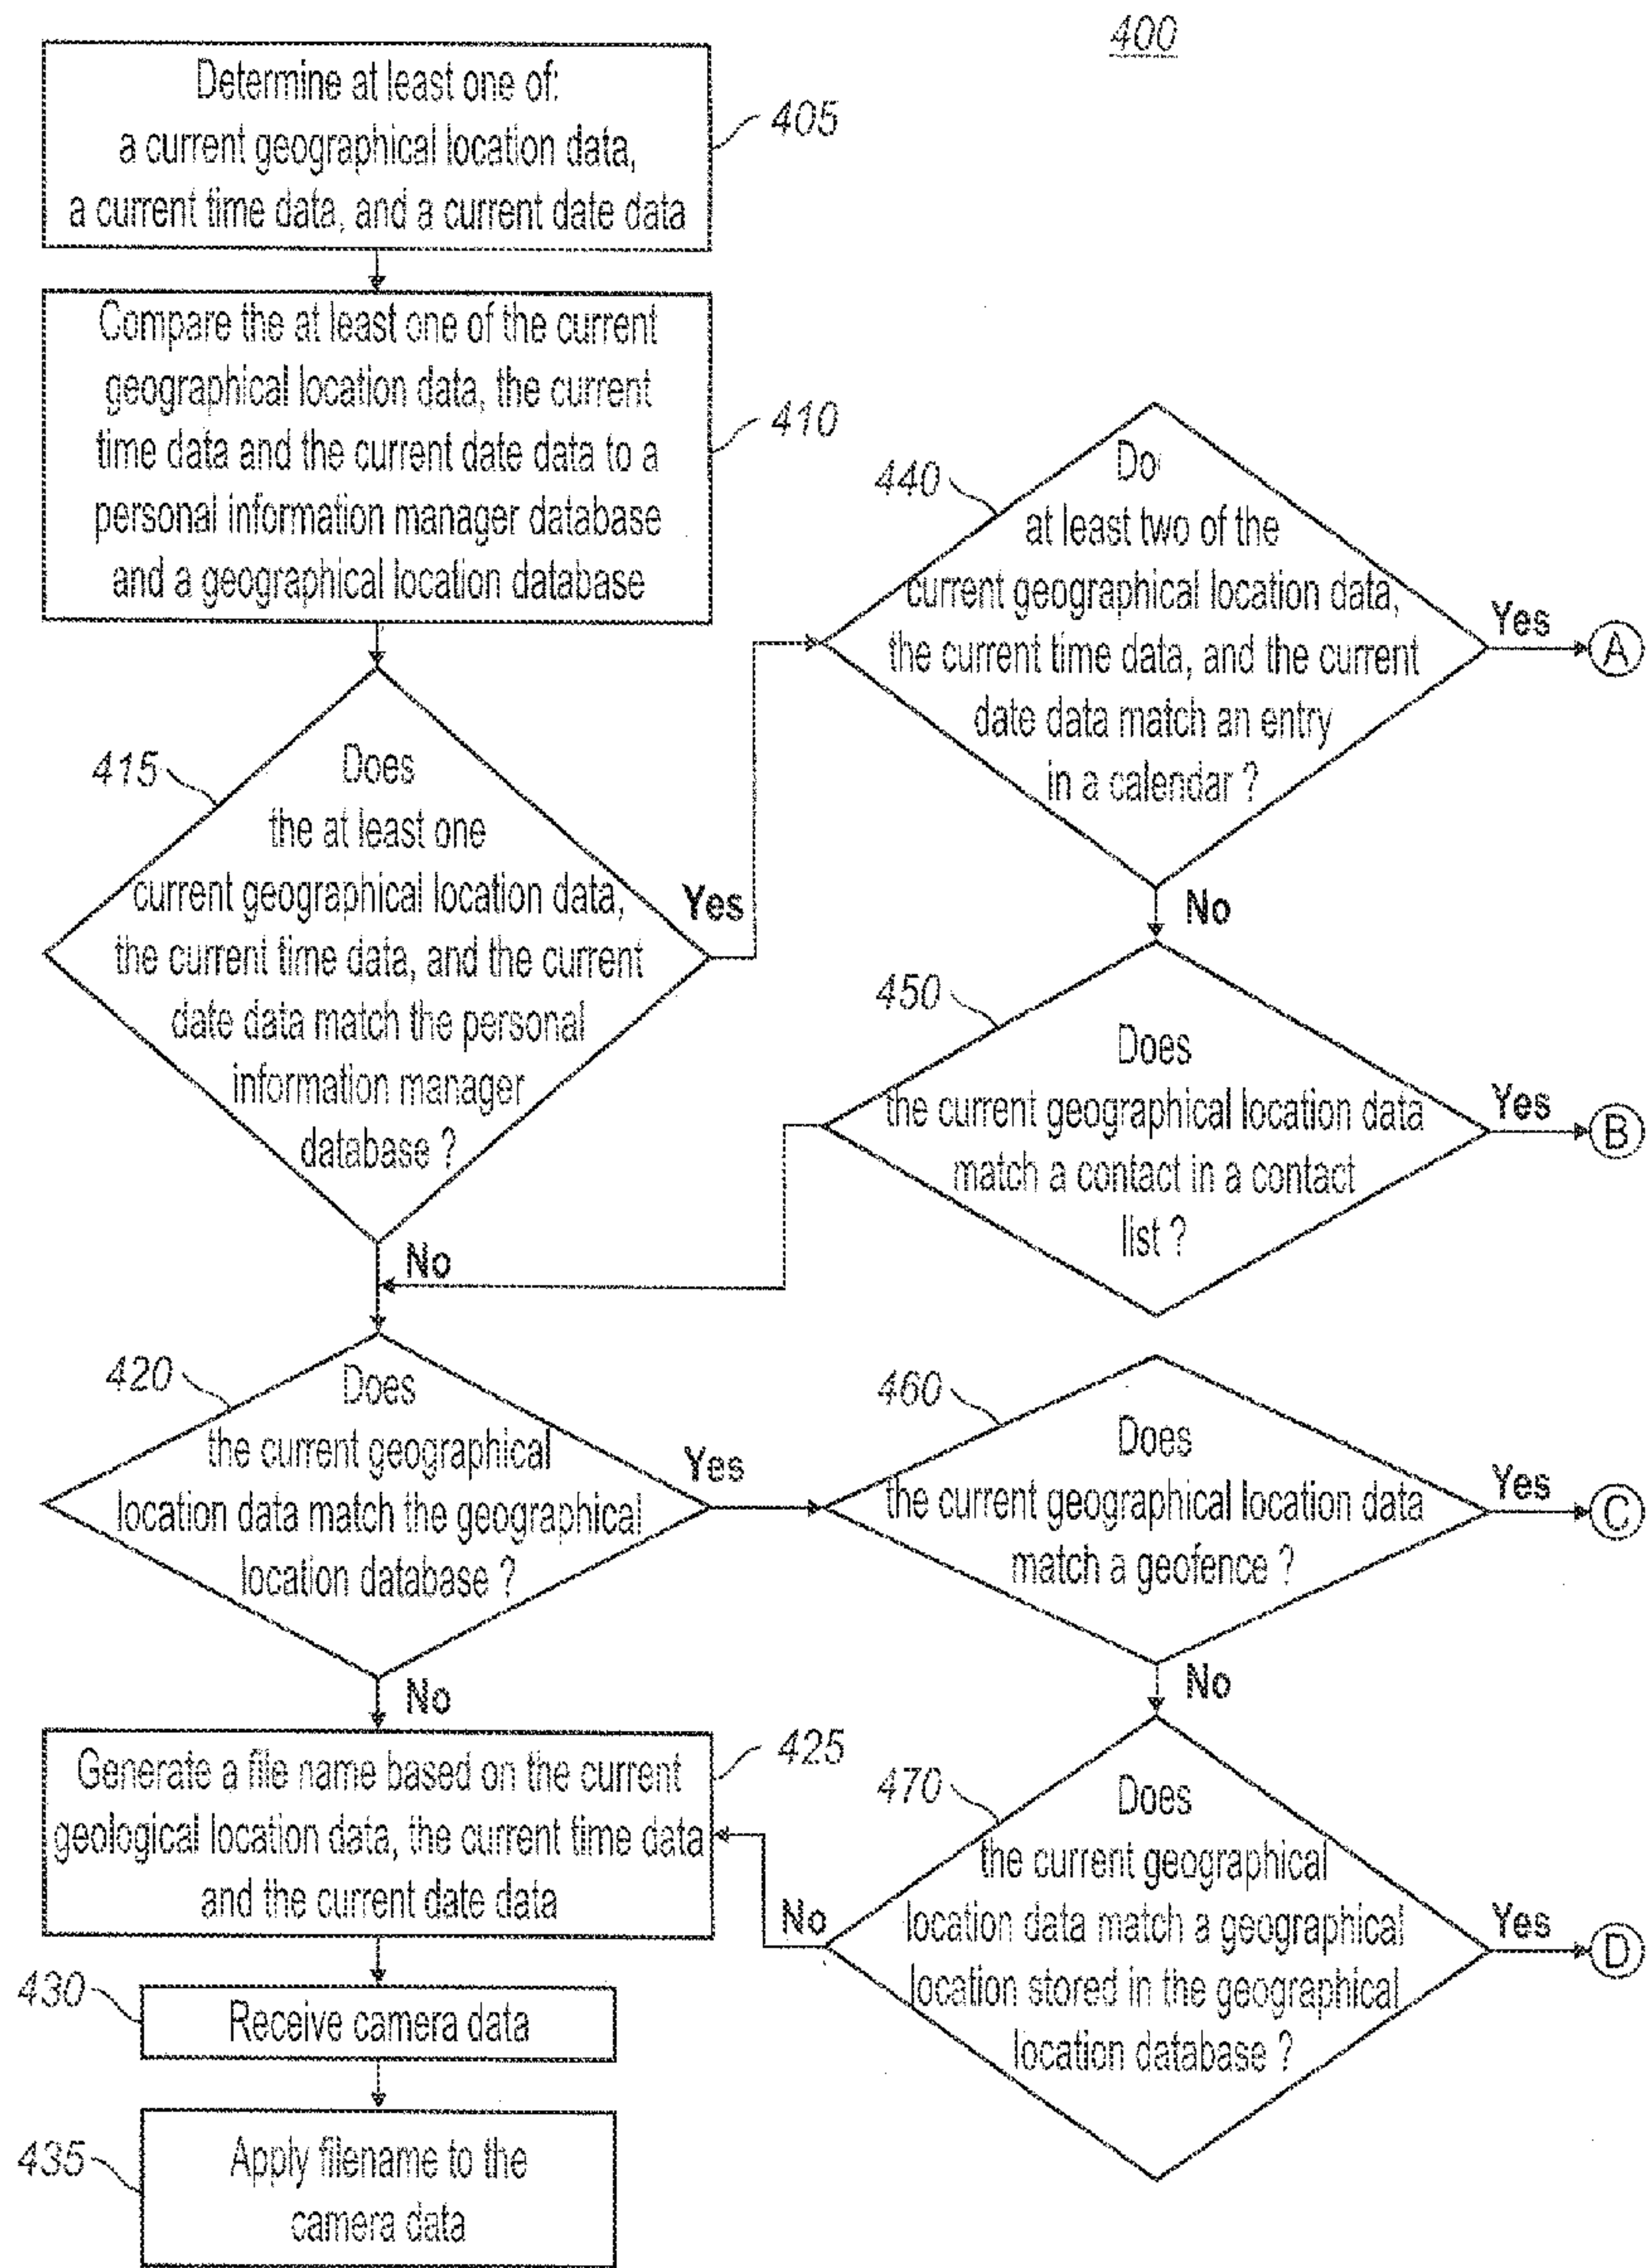 400
Determine at least one of:
a current geographical location data,
a current time data, and a current date data
405
Compare the at least one of the current
geographical location data, the current
time data and the current date data to a
personal information manager database
and a geographical location database
410
415
Does
the at least one
current geographical location data,
the current time data, and the current
date data match the personal
information manager
database ?
Yes
No
440
Do
at least two of the
current geographical location data,
the current time data, and the current
date data match an entry
in a calendar ?
Yes
A
No
450
Does
the current geographical location data
match a contact in a contact
list ?
Yes
B
420
Does
the current geographical
location data match the geographical
location database ?
Yes
No
460
Does
the current geographical location data
match a geofence ?
Yes
C
No
425
Generate a file name based on the current
geological location data, the current time data
and the current date data
470
Does
the current geographical
location data match a geographical
location stored in the geographical
location database ?
No
Yes
D
430
Receive camera data
435
Apply filename to the
camera data